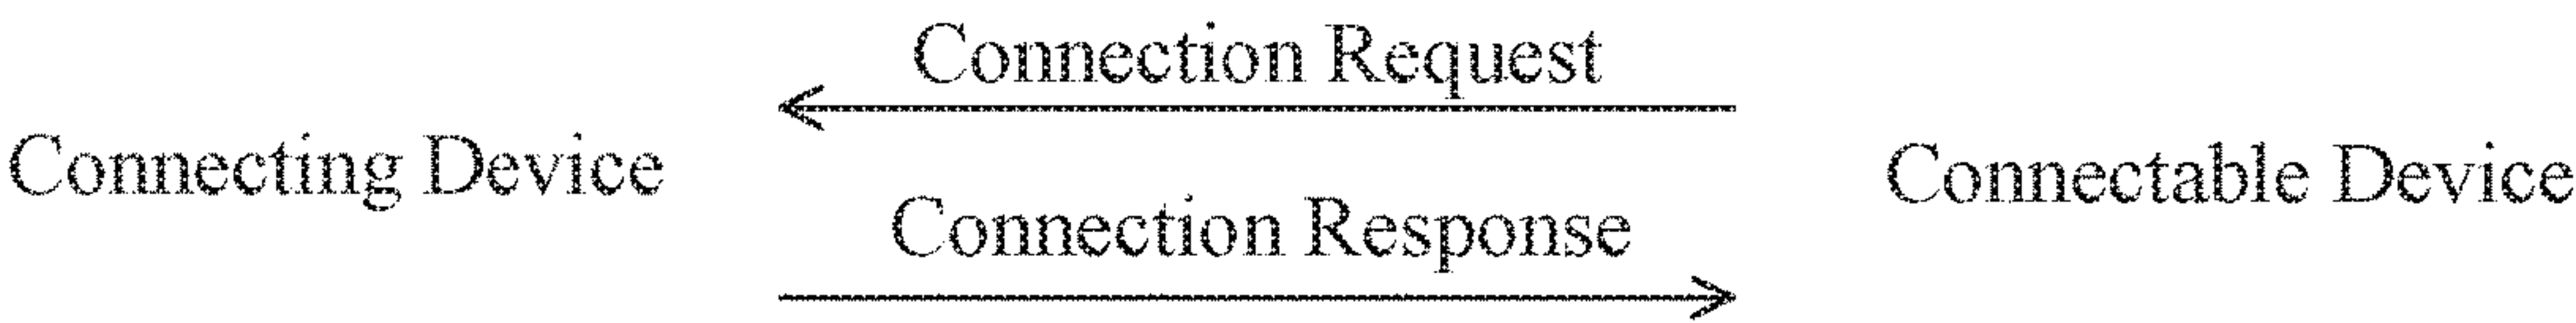 Connection Request
Connecting Device
Connectable Device
Connection Response